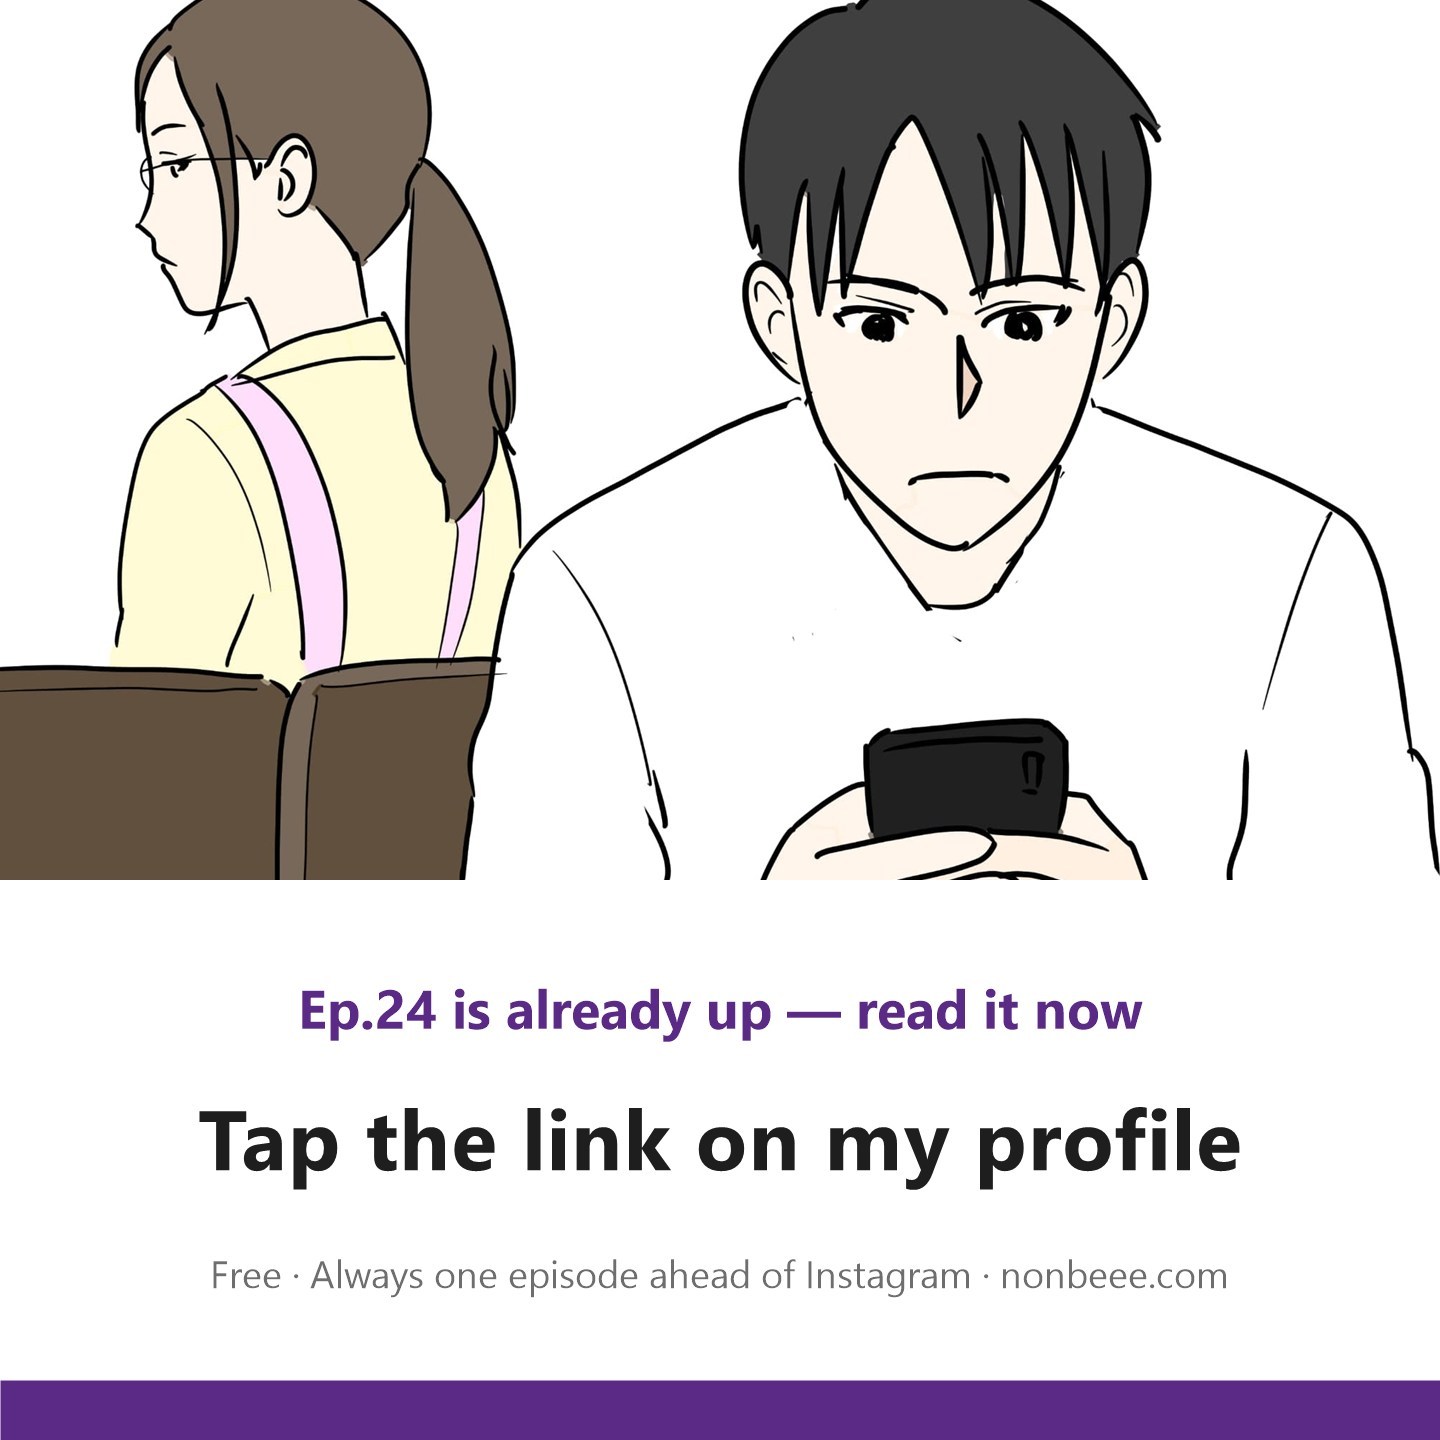 Ep.24 is already up — read it now
Tap the link on my profile
Free · Always one episode ahead of Instagram · nonbeee.com